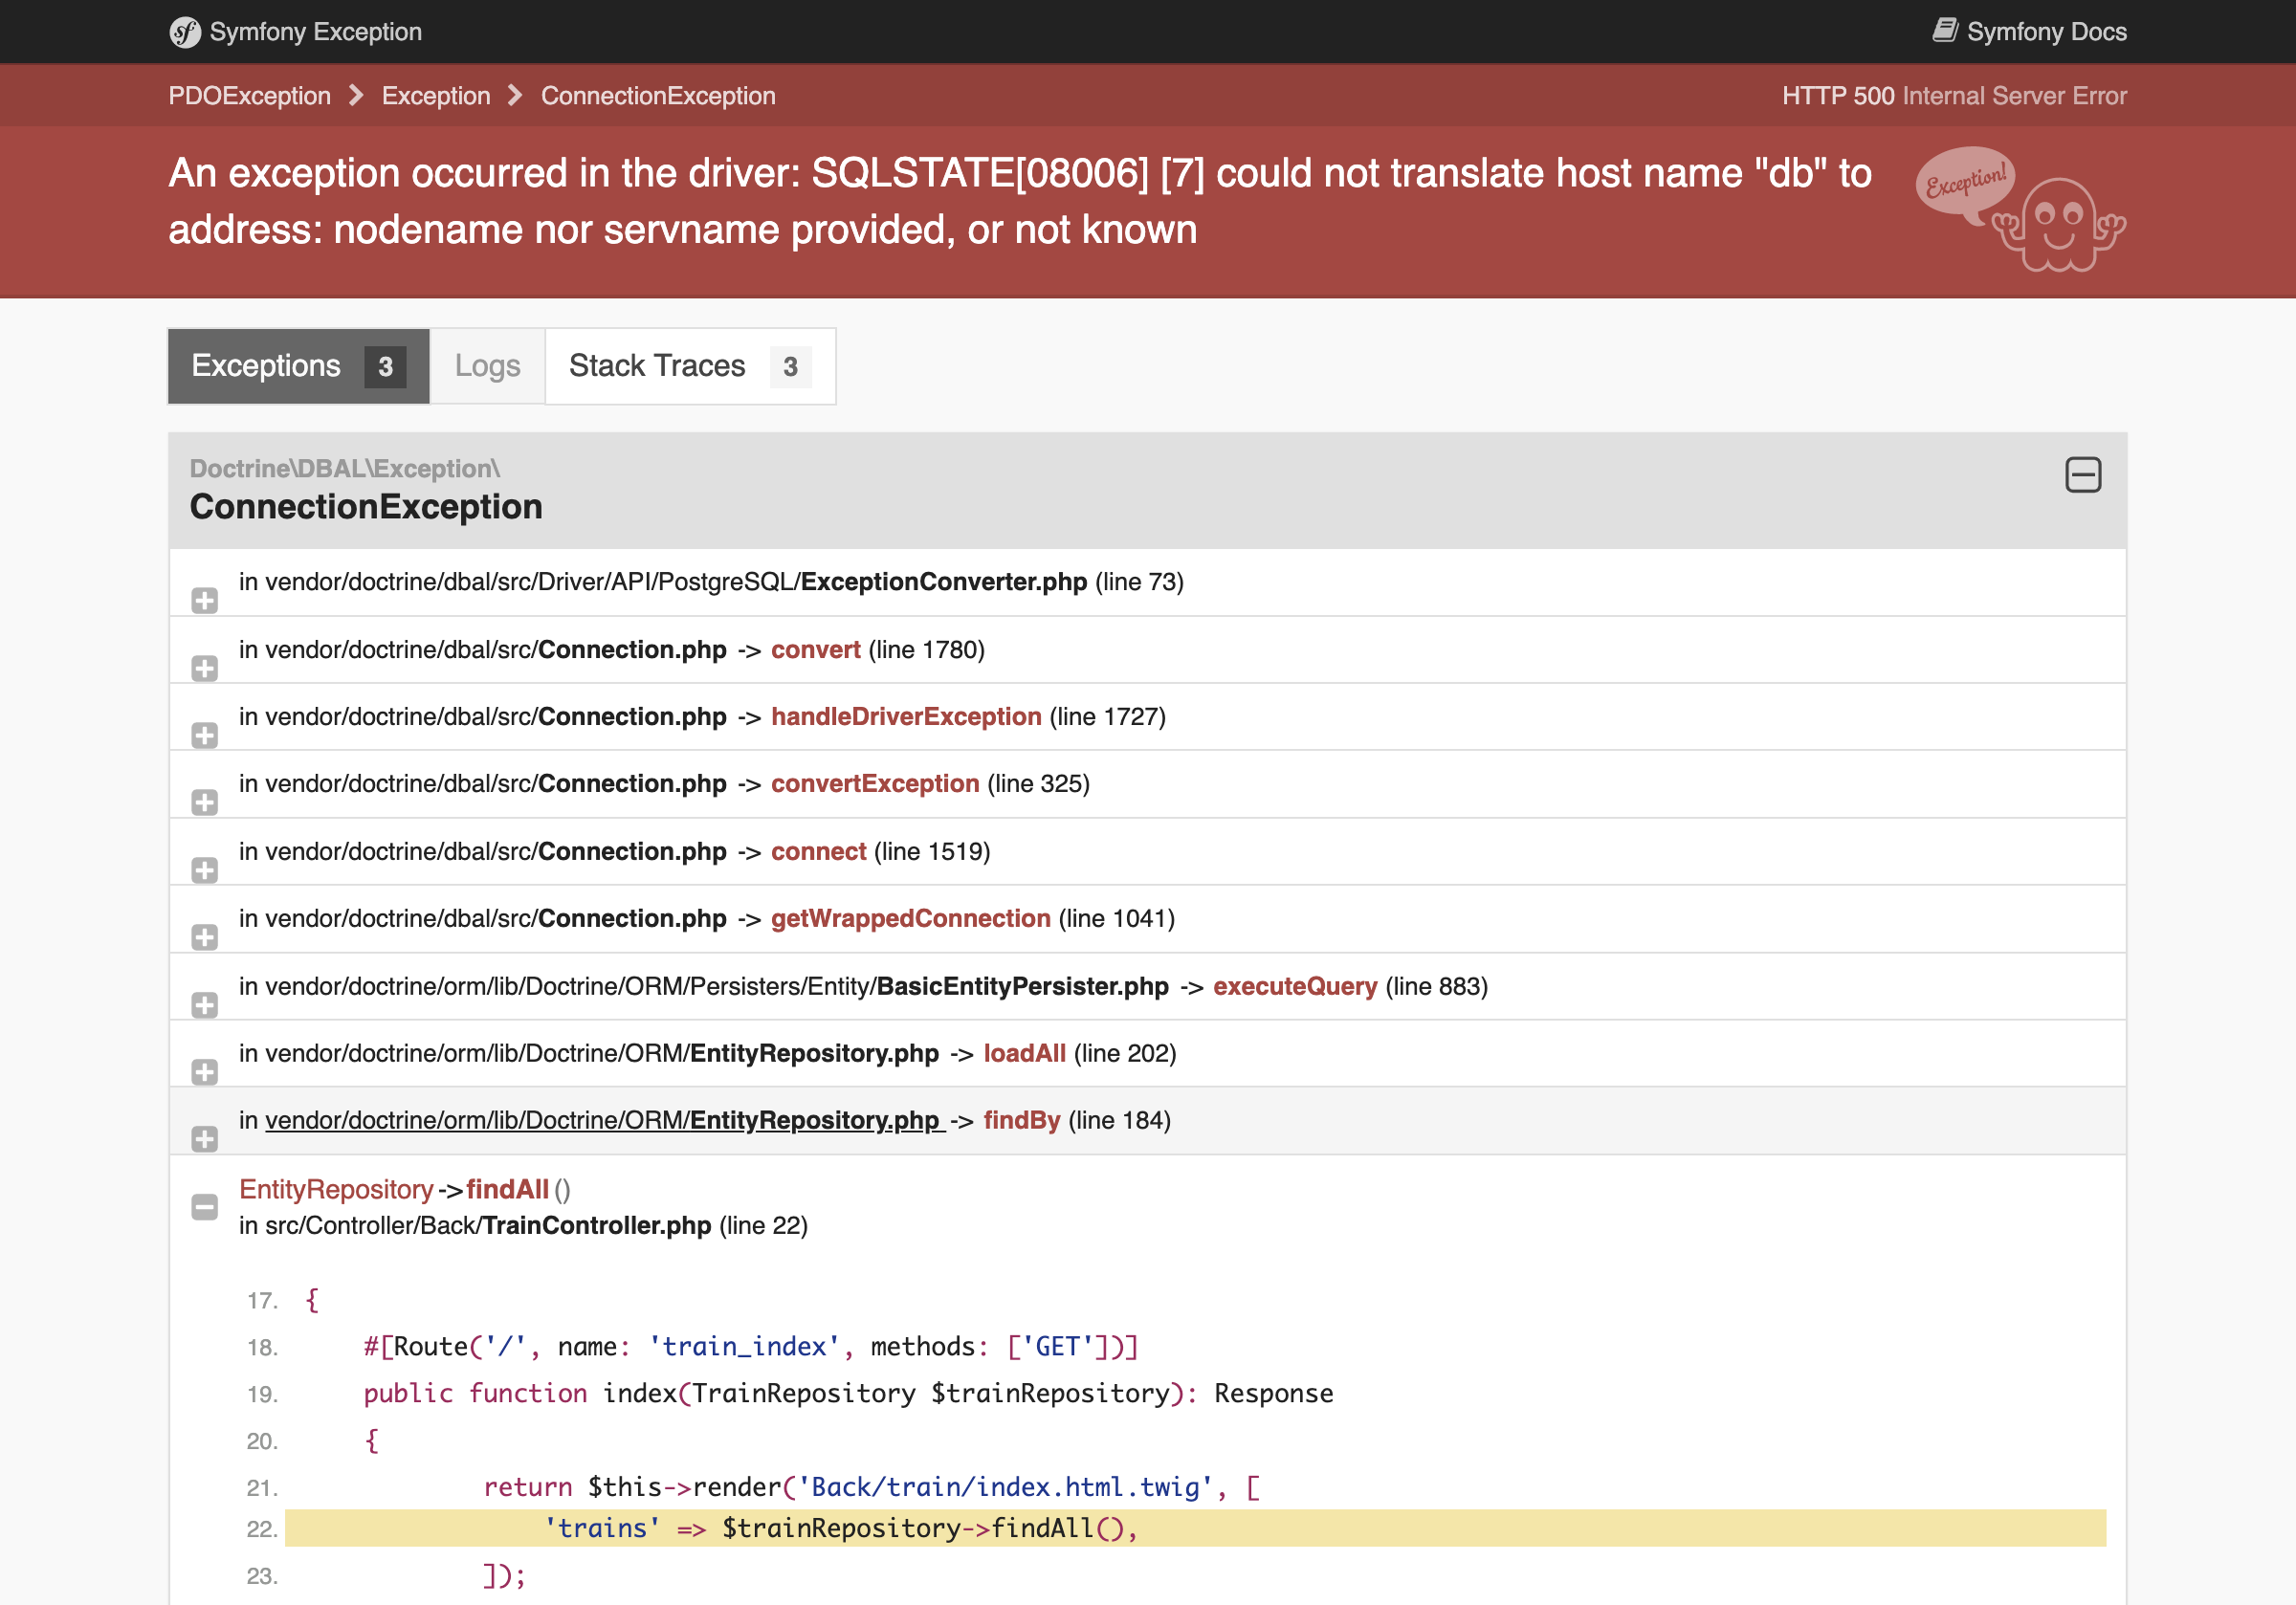 Symfony Exception
Symfony Docs
PDOException
Exception
ConnectionException
HTTP 500 Internal Server Error
An exception occurred in the driver: SQLSTATE[08006] [7] could not translate host name "db" to
address: nodename nor servname provided, or not known
Exception!
Exceptions 3
Logs
Stack Traces 3
Doctrine\DBAL\Exception\
ConnectionException
in vendor/doctrine/dbal/src/Driver/API/PostgreSQL/ExceptionConverter.php (line 73)
in vendor/doctrine/dbal/src/Connection.php -> convert (line 1780)
in vendor/doctrine/dbal/src/Connection.php -> handleDriverException (line 1727)
in vendor/doctrine/dbal/src/Connection.php -> convertException (line 325)
in vendor/doctrine/dbal/src/Connection.php -> connect (line 1519)
in vendor/doctrine/dbal/src/Connection.php -> getWrappedConnection (line 1041)
in vendor/doctrine/orm/lib/Doctrine/ORM/Persisters/Entity/BasicEntityPersister.php -> executeQuery (line 883)
in vendor/doctrine/orm/lib/Doctrine/ORM/EntityRepository.php -> loadAll (line 202)
in vendor/doctrine/orm/lib/Doctrine/ORM/EntityRepository.php -> findBy (line 184)
EntityRepository->findAll()
in src/Controller/Back/TrainController.php (line 22)
17. {
18. #[Route('/', name: 'train_index', methods: ['GET'])]
19. public function index(TrainRepository $trainRepository): Response
20. {
21. return $this->render('Back/train/index.html.twig', [
22. 'trains' => $trainRepository->findAll(),
23. ]);